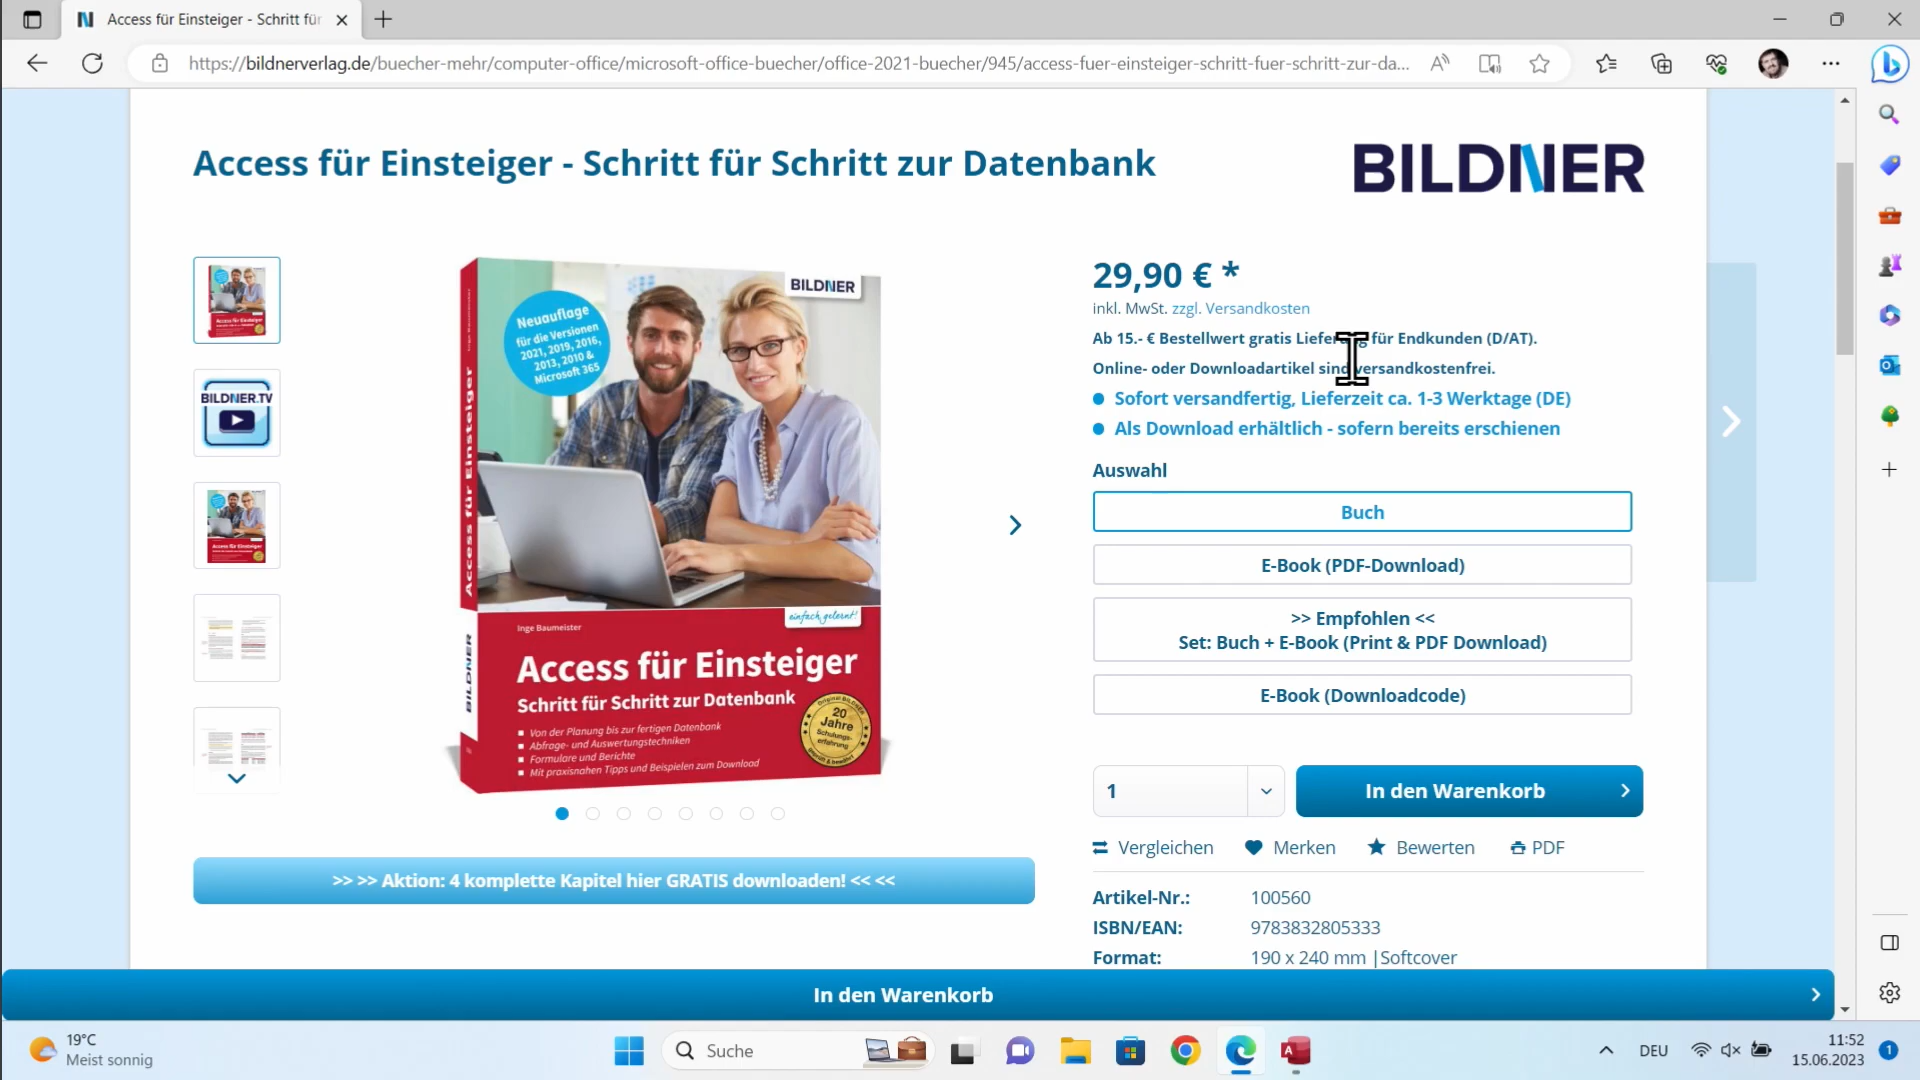 Access für Einsteiger - Schritt für
https://bildnerverlag.de/buecher-mehr/computer-office/microsoft-office-buecher/office-2021-buecher/945/access-fuer-einsteiger-schritt-fuer-schritt-zur-da...
Access für Einsteiger - Schritt für Schritt zur Datenbank
BILDNER
BILDNER.TV
BILDNER
Neuauflage
für die Versionen
2021, 2019, 2016,
2013, 2010 &
Microsoft 365
Access für Einsteiger
BILDNER
einfach gelernt!
Inge Baumeister
Access für Einsteiger
Schritt für Schritt zur Datenbank
Von der Planung bis zur fertigen Datenbank
Abfrage- und Auswertungstechniken
Formulare und Berichte
Mit praxisnahen Tipps und Beispielen zum Download
20
Jahre
Schulungs-
erfahrung
>> >> Aktion: 4 komplette Kapitel hier GRATIS downloaden! << <<
29,90 € *
inkl. MwSt. zzgl. Versandkosten
Ab 15.- € Bestellwert gratis Lieferung für Endkunden (D/AT).
Online- oder Downloadartikel sind versandkostenfrei.
Sofort versandfertig, Lieferzeit ca. 1-3 Werktage (DE)
Als Download erhältlich - sofern bereits erschienen
Auswahl
Buch
E-Book (PDF-Download)
>> Empfohlen <<
Set: Buch + E-Book (Print & PDF Download)
E-Book (Downloadcode)
1
In den Warenkorb
Vergleichen Merken Bewerten PDF
Artikel-Nr.: 100560
ISBN/EAN: 9783832805333
Format: 190 x 240 mm |Softcover
In den Warenkorb
19°C
Meist sonnig
Suche
DEU
11:52
15.06.2023
1